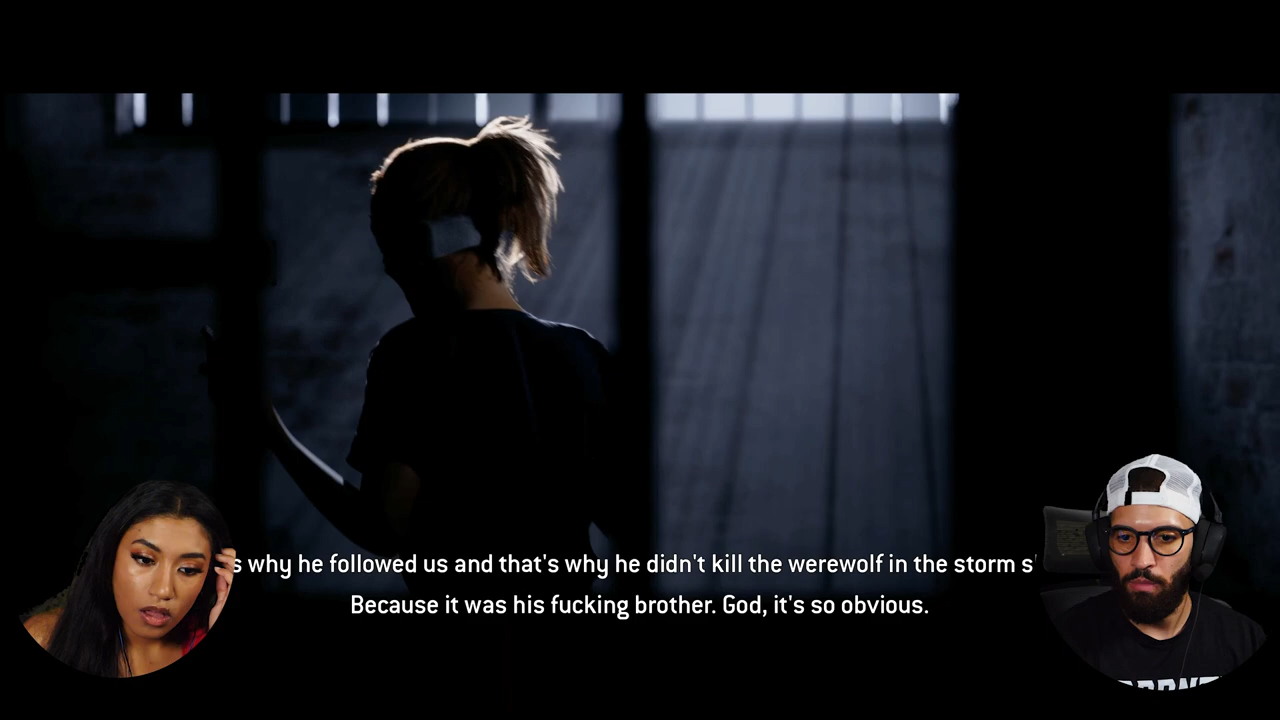 why he followed us and that's why he didn't kill the werewolf in the storm
Because it was his fucking brother. God, it's so obvious.